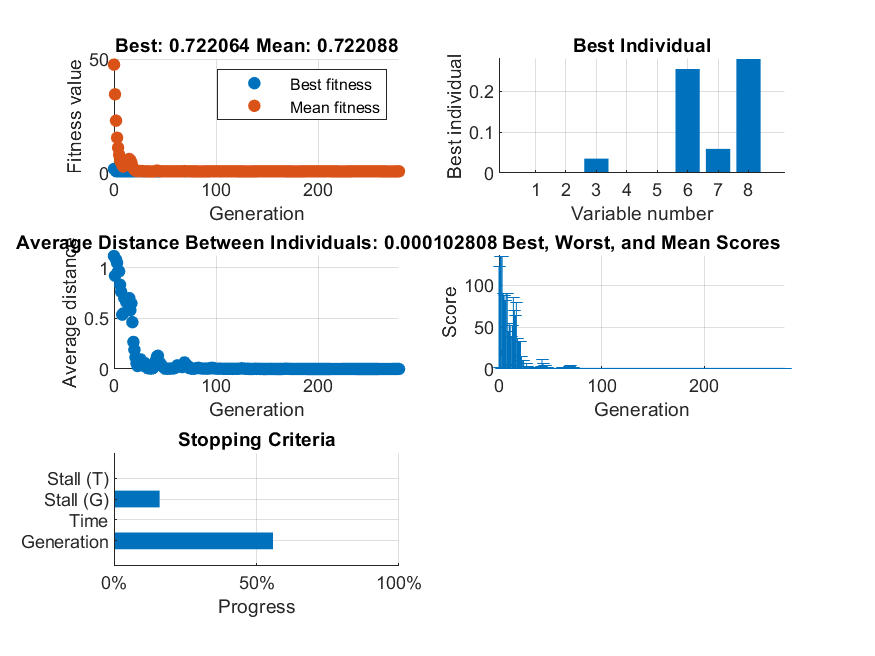 Best: 0.722064 Mean: 0.722088
Fitness value
50
0
Best fitness
Mean fitness
0 100 200
Generation
Best Individual
Best individual
0.2
0.1
0
1 2 3 4 5 6 7 8
Variable number
Average Distance Between Individuals: 0.000102808
Average distance
1
0.5
0
0 100 200
Generation
Best, Worst, and Mean Scores
Score
100
50
0
0 100 200
Generation
Stopping Criteria
Stall (T)
Stall (G)
Time
Generation
0% 50% 100%
Progress